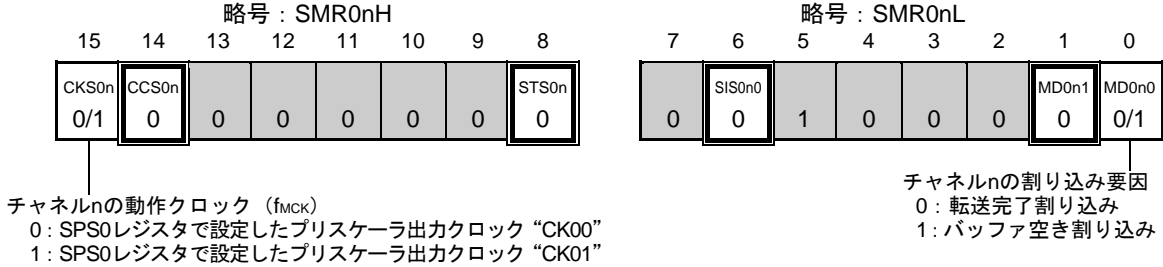 略号：SMR0nH
略号：SMR0nL
15 14 13 12 11 10 9 8
7 6 5 4 3 2 1 0
CKS0n CCS0n STS0n
SIS0n0 MD0n1 MD0n0
0/1 0 0 0 0 0 0 0
0 0 1 0 0 0 0 0/1
チャネルnの動作クロック（fMCK）
0：SPS0レジスタで設定したプリスケーラ出力クロック“CK00”
1：SPS0レジスタで設定したプリスケーラ出力クロック“CK01”
チャネルnの割り込み要因
0：転送完了割り込み
1：バッファ空き割り込み